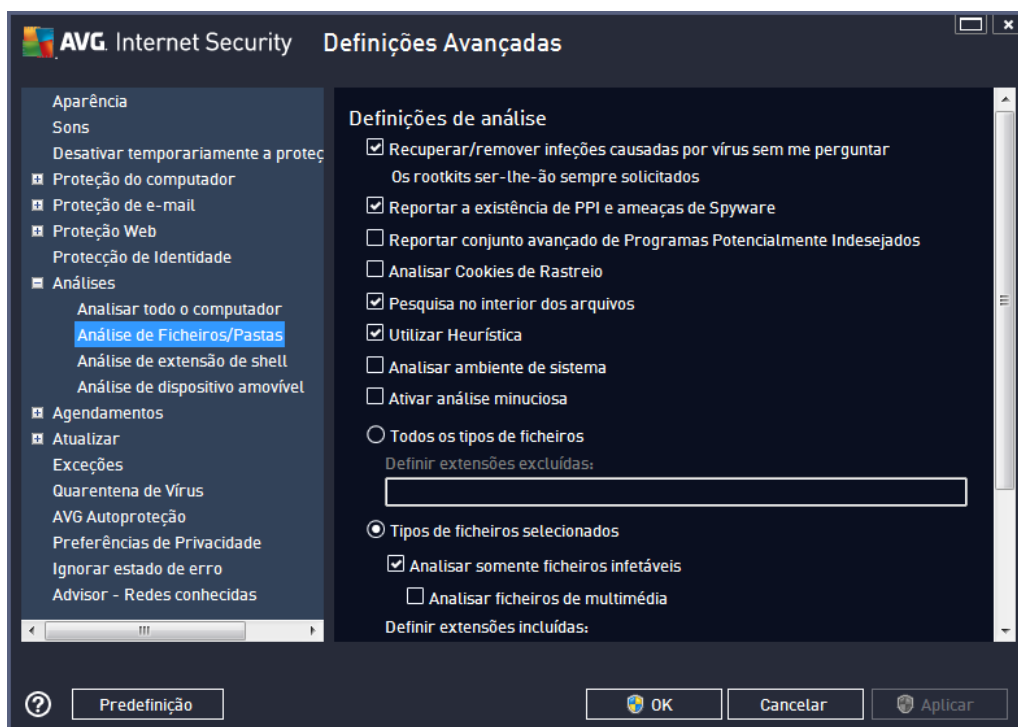 AVG. Internet Security
Definições Avançadas
Aparência
Sons
Desativar temporariamente a proteç
Proteção do computador
Proteção de e-mail
Proteção Web
Protecção de Identidade
Análises
Analisar todo o computador
Análise de Ficheiros/Pastas
Análise de extensão de shell
Análise de dispositivo amovível
Agendamentos
Atualizar
Exceções
Quarentena de Vírus
AVG Autoproteção
Preferências de Privacidade
Ignorar estado de erro
Advisor - Redes conhecidas
Definições de análise
Recuperar/remover infeções causadas por vírus sem me perguntar
Os rootkits ser-lhe-ão sempre solicitados
Reportar a existência de PPI e ameaças de Spyware
Reportar conjunto avançado de Programas Potencialmente Indesejados
Analisar Cookies de Rastreio
Pesquisa no interior dos arquivos
Utilizar Heurística
Analisar ambiente de sistema
Ativar análise minuciosa
Todos os tipos de ficheiros
Definir extensões excluídas:
Tipos de ficheiros selecionados
Analisar somente ficheiros infetáveis
Analisar ficheiros de multimédia
Definir extensões incluídas:
Predefinição
OK
Cancelar
Aplicar